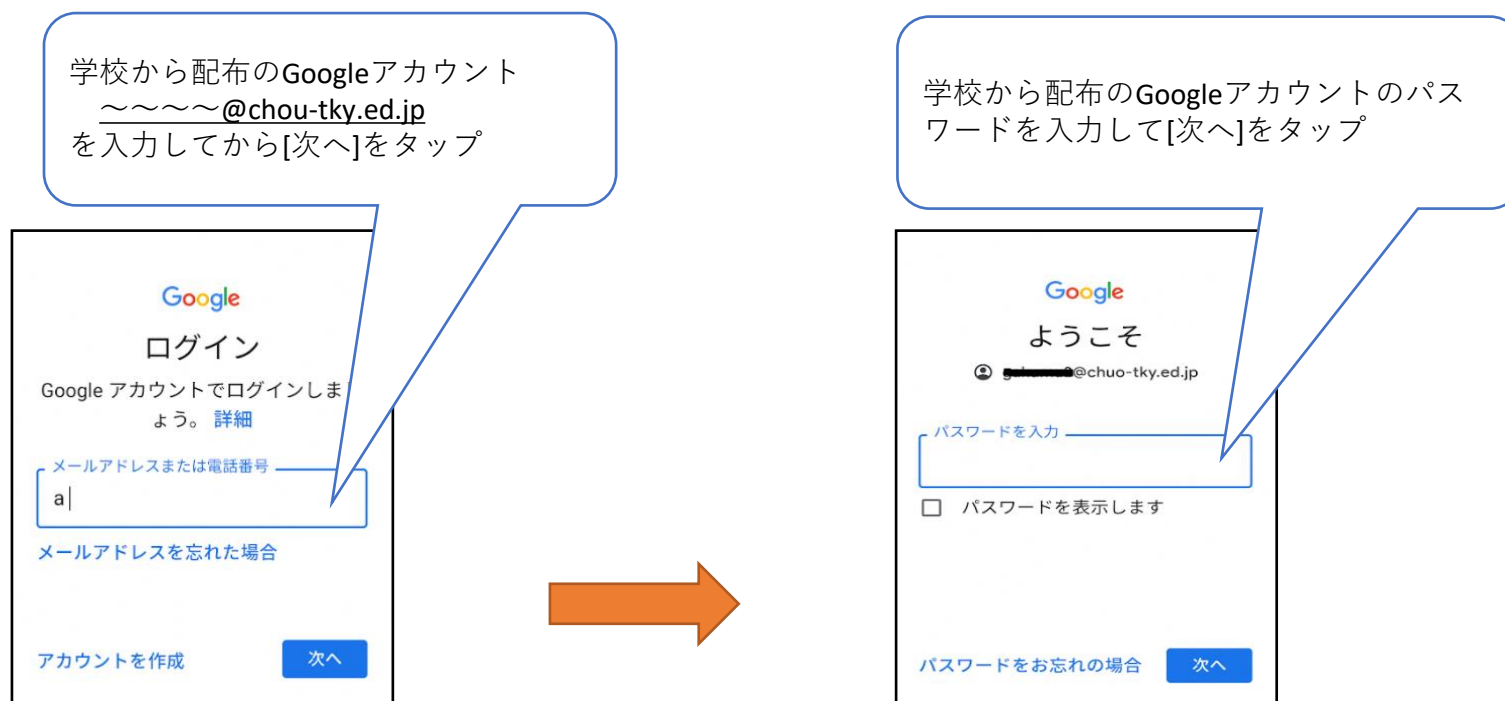 学校から配布のGoogleアカウント
～～～～@chou-tky.ed.jp
を入力してから[次へ]をタップ
Google
ログイン
Google アカウントでログインしま
ょう。 詳細
メールアドレスまたは電話番号
a
メールアドレスを忘れた場合
アカウントを作成
次へ
学校から配布のGoogleアカウントのパス
ワードを入力して[次へ]をタップ
Google
ようこそ
@chuo-tky.ed.jp
パスワードを入力
パスワードを表示します
パスワードをお忘れの場合
次へ